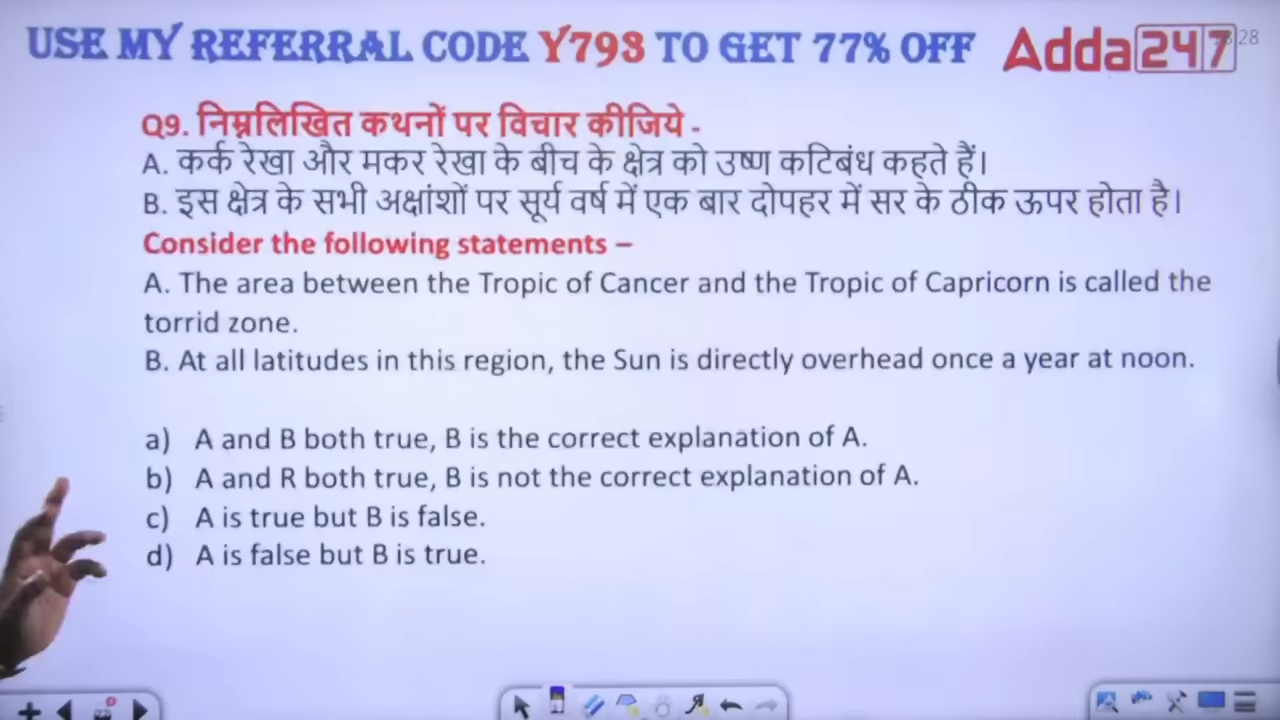 USE MY REFERRAL CODE Y793 TO GET 77% OFF
Adda247
28
Q9. निम्नलिखित कथनों पर विचार कीजिये -
A. कर्क रेखा और मकर रेखा के बीच के क्षेत्र को उष्ण कटिबंध कहते हैं।
B. इस क्षेत्र के सभी अक्षांशों पर सूर्य वर्ष में एक बार दोपहर में सर के ठीक ऊपर होता है।
Consider the following statements –
A. The area between the Tropic of Cancer and the Tropic of Capricorn is called the
torrid zone.
B. At all latitudes in this region, the Sun is directly overhead once a year at noon.
a) A and B both true, B is the correct explanation of A.
b) A and R both true, B is not the correct explanation of A.
c) A is true but B is false.
d) A is false but B is true.